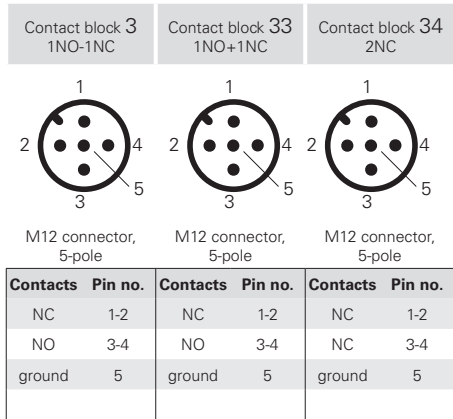 Contact block 3 Contact block 33 Contact block 34
1NO-1NC 1NO+1NC 2NC
1 1 1
2 4 2 4 2 4
5 5 5
3 3 3
M12 connector, M12 connector, M12 connector,
5-pole 5-pole 5-pole
Contacts Pin no. Contacts Pin no. Contacts Pin no.
NC 1-2 NC 1-2 NC 1-2
NO 3-4 NO 3-4 NC 3-4
ground 5 ground 5 ground 5